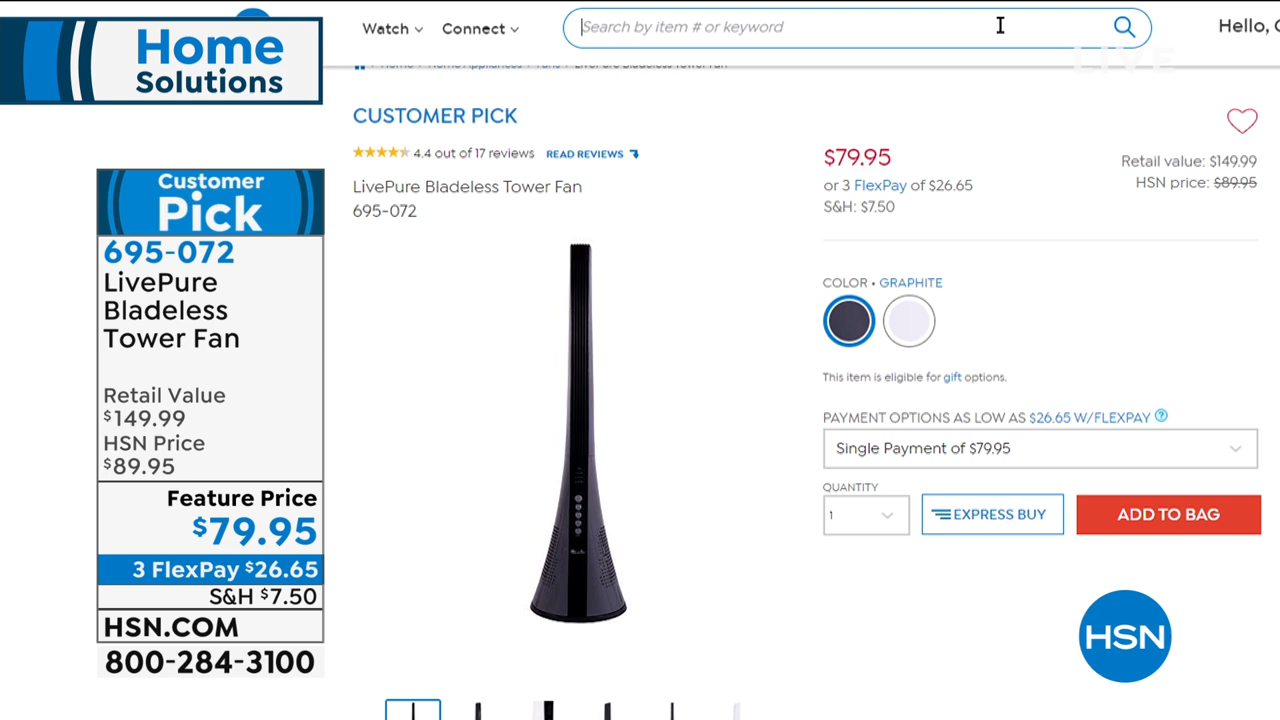 Home
Solutions
Watch
Connect
Search by item # or keyword
Hello,
LIVE
CUSTOMER PICK
4.4 out of 17 reviews READ REVIEWS
LivePure Bladeless Tower Fan
695-072
$79.95
or 3 FlexPay of $26.65
S&H: $7.50
Retail value: $149.99
HSN price: $89.95
COLOR • GRAPHITE
This item is eligible for gift options.
PAYMENT OPTIONS AS LOW AS $26.65 W/FLEXPAY ?
Single Payment of $79.95
QUANTITY
1
EXPRESS BUY
ADD TO BAG
Customer
Pick
695-072
LivePure
Bladeless
Tower Fan
Retail Value
$149.99
HSN Price
$89.95
Feature Price
$79.95
3 FlexPay $26.65
S&H $7.50
HSN.COM
800-284-3100
HSN